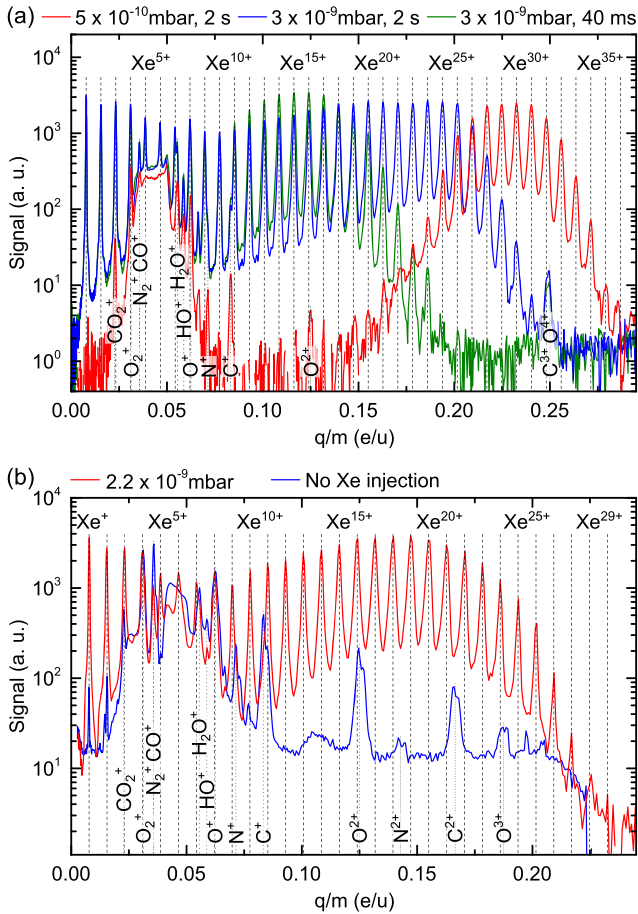 (a) 5 x 10⁻¹⁰mbar, 2 s 3 x 10⁻⁹mbar, 2 s 3 x 10⁻⁹mbar, 40 ms
Xe⁵⁺ Xe¹⁰⁺ Xe¹⁵⁺ Xe²⁰⁺ Xe²⁵⁺ Xe³⁰⁺ Xe³⁵⁺
10⁴
10³
10²
10¹
10⁰
Signal (a. u.)
CO₂⁺ O₂⁺ N₂⁺ CO⁺ H₂O⁺ HO⁺ O⁺ N⁺ C⁺ O²⁺ C³⁺ O⁴⁺
0.00 0.05 0.10 0.15 0.20 0.25
q/m (e/u)
(b) 2.2 x 10⁻⁹mbar No Xe injection
Xe⁺ Xe⁵⁺ Xe¹⁰⁺ Xe¹⁵⁺ Xe²⁰⁺ Xe²⁵⁺ Xe²⁹⁺
10⁴
10³
10²
10¹
Signal (a. u.)
CO₂⁺ O₂⁺ N₂⁺ CO⁺ H₂O⁺ HO⁺ O⁺ N⁺ C⁺ O²⁺ N²⁺ C²⁺ O³⁺
0.00 0.05 0.10 0.15 0.20
q/m (e/u)